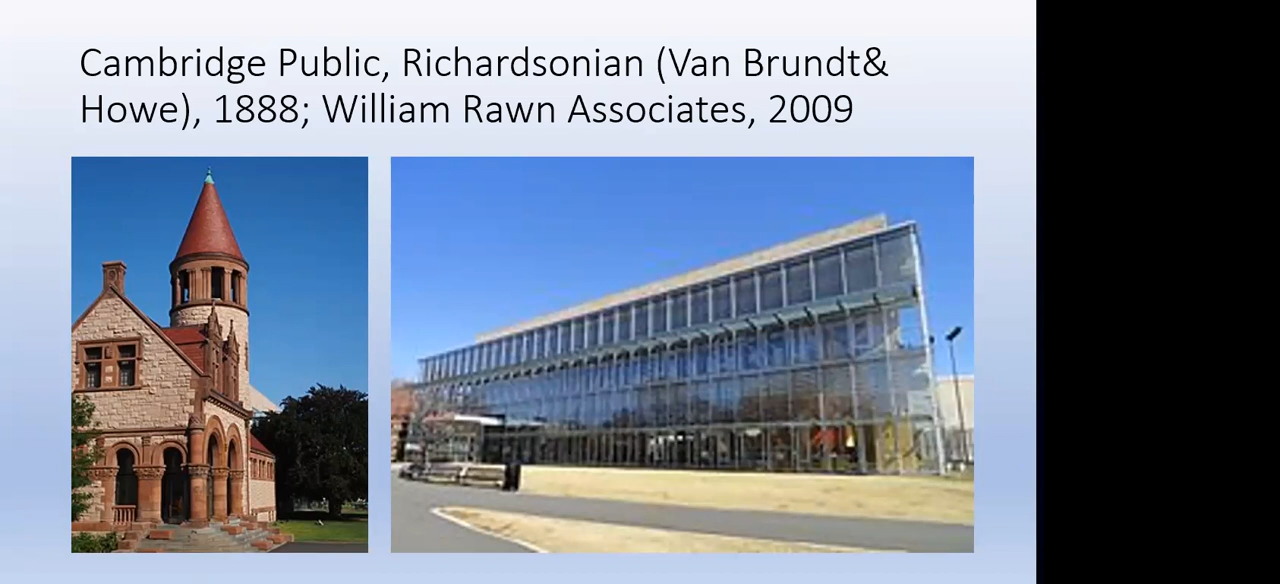 Cambridge Public, Richardsonian (Van Brundt&
Howe), 1888; William Rawn Associates, 2009